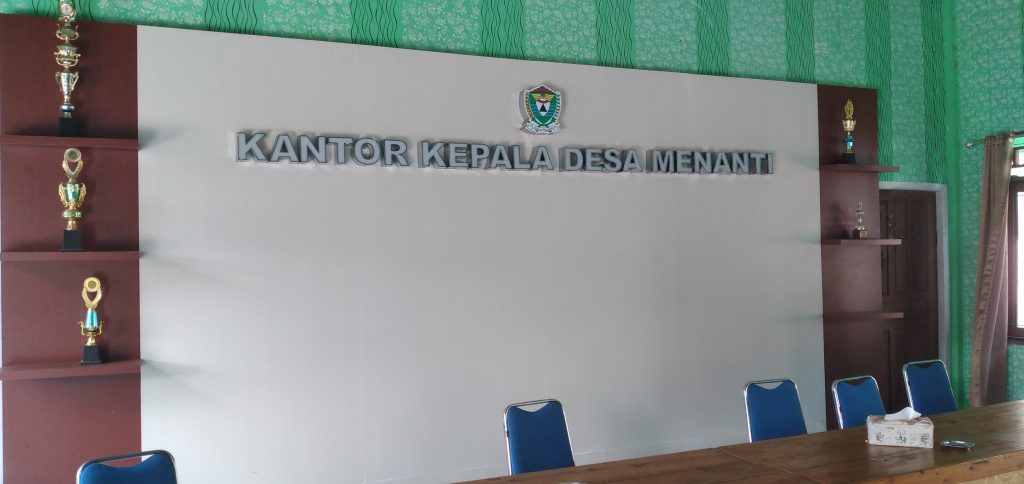 KANTOR KEPALA DESA MENANTI